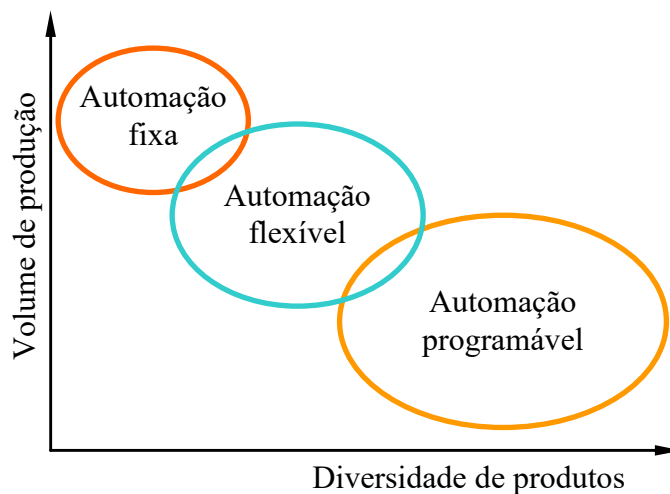 Automação
fixa
Automação
flexível
Automação
programável
Volume de produção
Diversidade de produtos